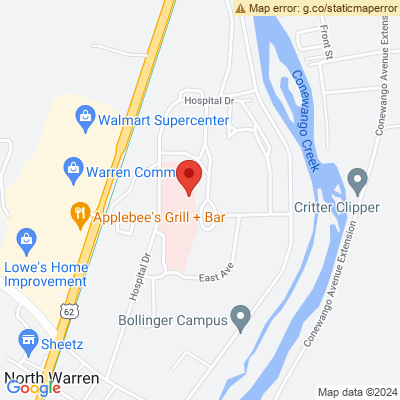 Map error: g.co/staticmaperror
Front St
Conewango Avenue Extension
Hospital Dr
Conewango Creek
Walmart Supercenter
Warren Comm
Critter Clipper
Applebee's Grill + Bar
Lowe's Home
Improvement
Hospital Dr
East Ave
62
Bollinger Campus
Conewango Avenue Extension
Sheetz
North Warren
Map data ©2024